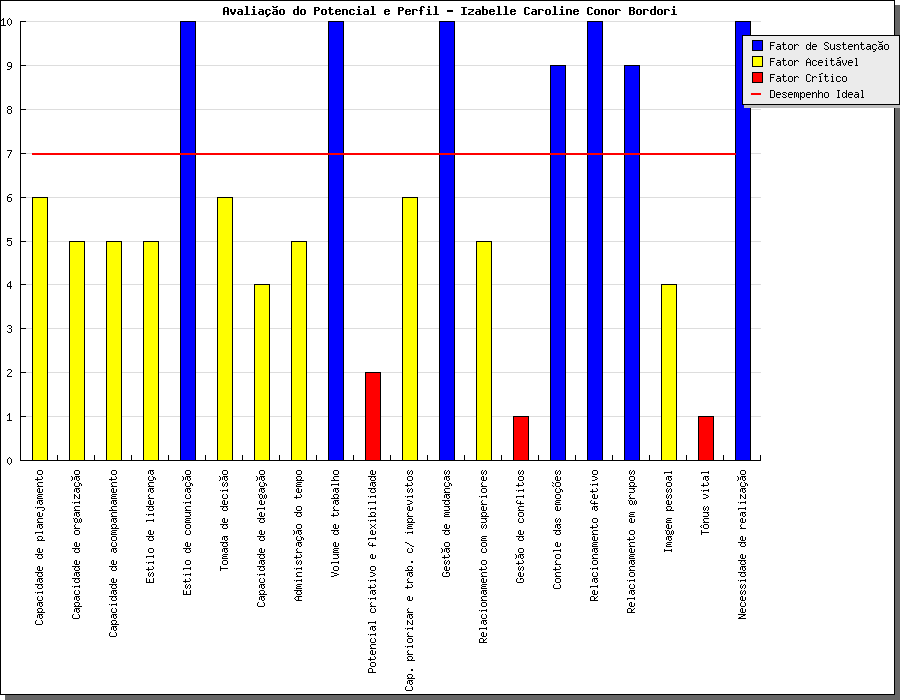 Avaliação do Potencial e Perfil - Izabelle Caroline Conor Bordori
10
9
8
7
6
5
4
3
2
1
0
Fator de Sustentação
Fator Aceitável
Fator Crítico
Desempenho Ideal
Capacidade de planejamento
Capacidade de organização
Capacidade de acompanhamento
Estilo de liderança
Estilo de comunicação
Tomada de decisão
Capacidade de delegação
Administração do tempo
Volume de trabalho
Potencial criativo e flexibilidade
Cap. priorizar e trab. c/ imprevistos
Gestão de mudanças
Relacionamento com superiores
Gestão de conflitos
Controle das emoções
Relacionamento afetivo
Relacionamento em grupos
Imagem pessoal
Tônus vital
Necessidade de realização